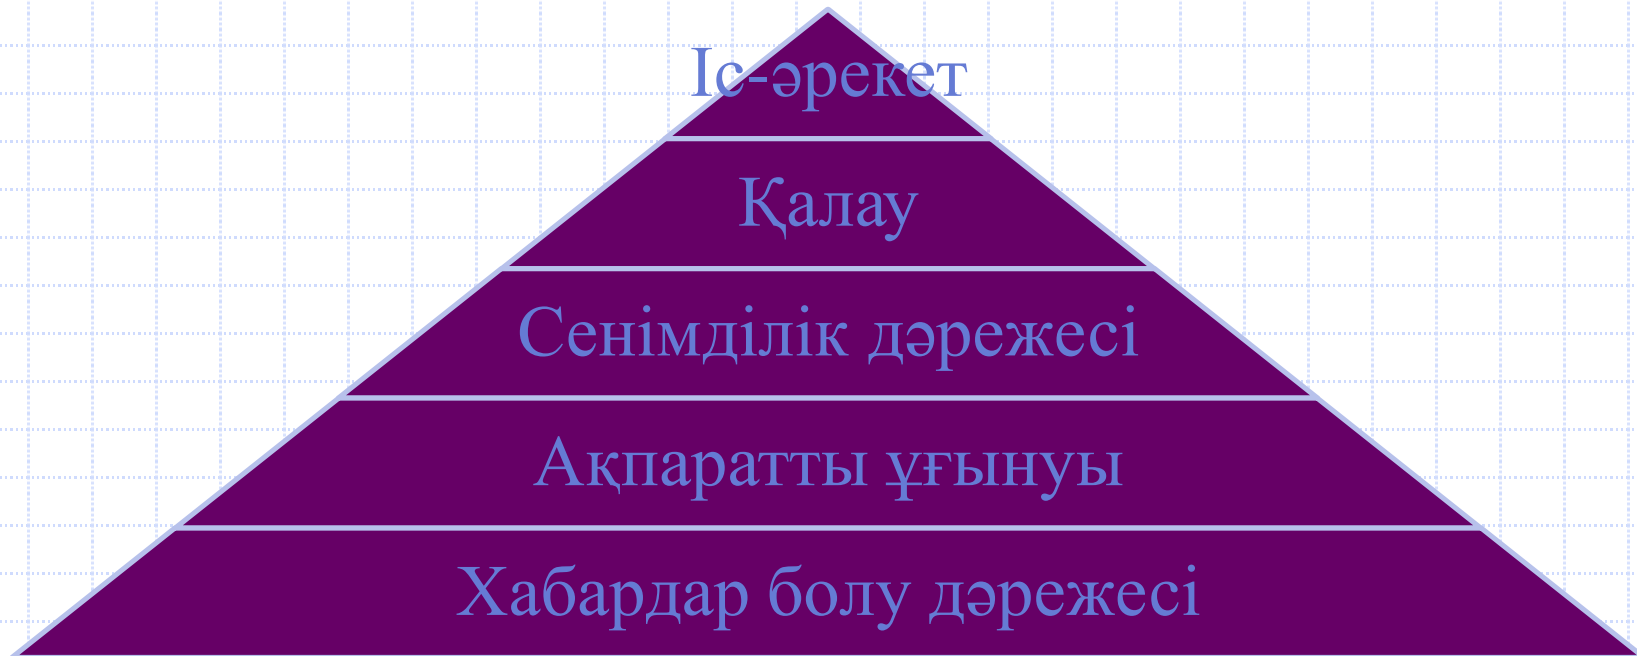 Іс-әрекет
Қалау
Сенімділік дәрежесі
Ақпаратты ұғынуы
Хабардар болу дәрежесі